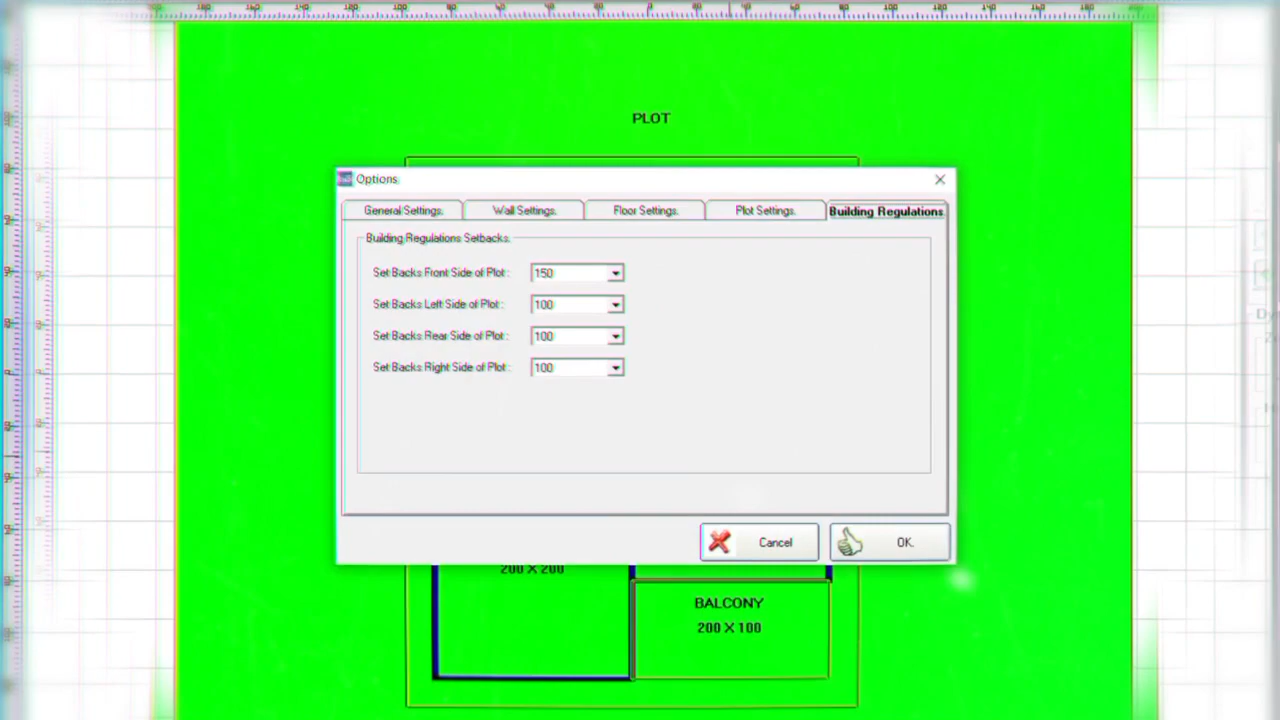 PLOT
Options
General Settings. Wall Settings. Floor Settings. Plot Settings. Building Regulations.
Building Regulations Setbacks.
Set Backs Front Side of Plot : 150
Set Backs Left Side of Plot : 100
Set Backs Rear Side of Plot : 100
Set Backs Right Side of Plot : 100
Cancel OK.
200 X 200
BALCONY
200 X 100